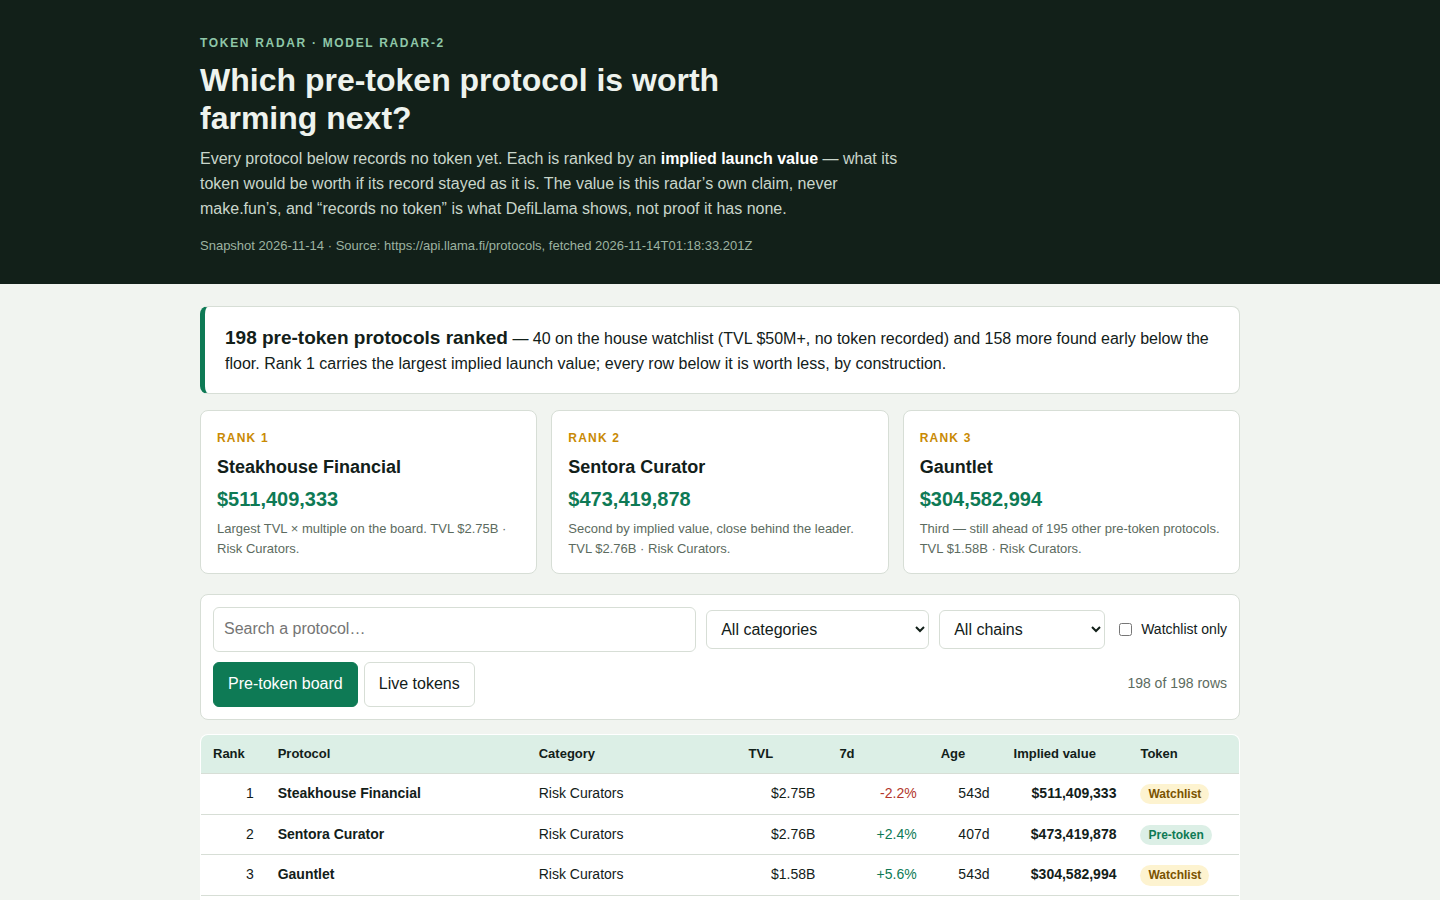 TOKEN RADAR · MODEL RADAR-2
Which pre-token protocol is worth
farming next?
Every protocol below records no token yet. Each is ranked by an implied launch value — what its
token would be worth if its record stayed as it is. The value is this radar’s own claim, never
make.fun’s, and “records no token” is what DefiLlama shows, not proof it has none.
Snapshot 2026-11-14 · Source: https://api.llama.fi/protocols, fetched 2026-11-14T01:18:33.201Z
198 pre-token protocols ranked — 40 on the house watchlist (TVL $50M+, no token recorded) and 158 more found early below the
floor. Rank 1 carries the largest implied launch value; every row below it is worth less, by construction.
RANK 1
Steakhouse Financial
$511,409,333
Largest TVL × multiple on the board. TVL $2.75B ·
Risk Curators.
RANK 2
Sentora Curator
$473,419,878
Second by implied value, close behind the leader.
TVL $2.76B · Risk Curators.
RANK 3
Gauntlet
$304,582,994
Third — still ahead of 195 other pre-token protocols.
TVL $1.58B · Risk Curators.
Search a protocol…
All categories
All chains
Watchlist only
Pre-token board
Live tokens
198 of 198 rows
Rank Protocol Category TVL 7d Age Implied value Token
1 Steakhouse Financial Risk Curators $2.75B -2.2% 543d $511,409,333 Watchlist
2 Sentora Curator Risk Curators $2.76B +2.4% 407d $473,419,878 Pre-token
3 Gauntlet Risk Curators $1.58B +5.6% 543d $304,582,994 Watchlist